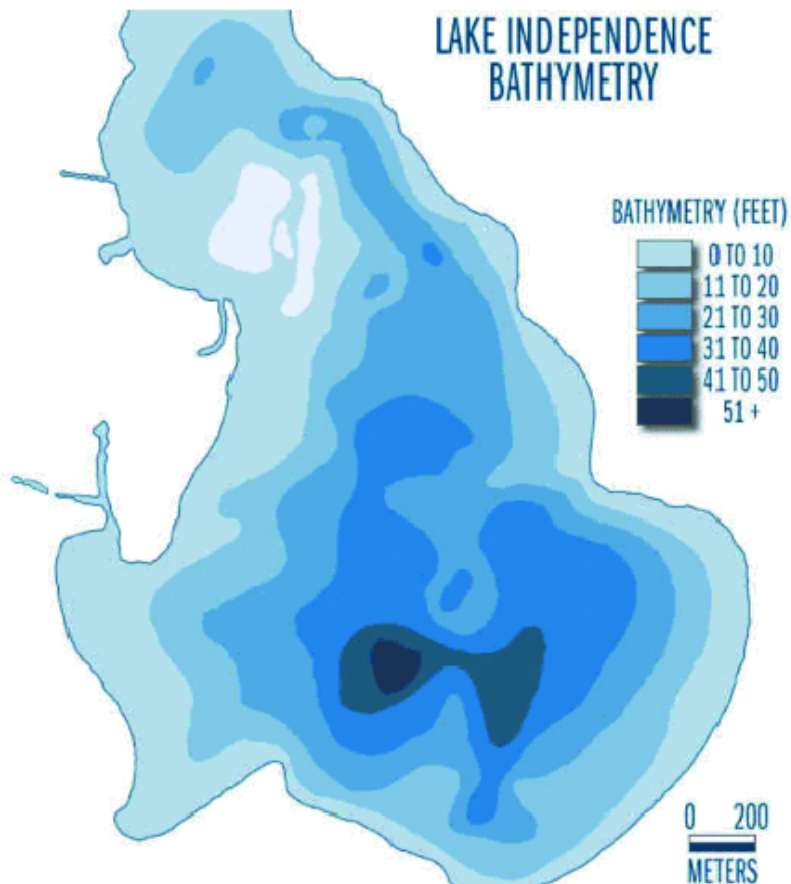 LAKE INDEPENDENCE
BATHYMETRY
BATHYMETRY (FEET)
0 TO 10
11 TO 20
21 TO 30
31 TO 40
41 TO 50
51 +
0 200
METERS